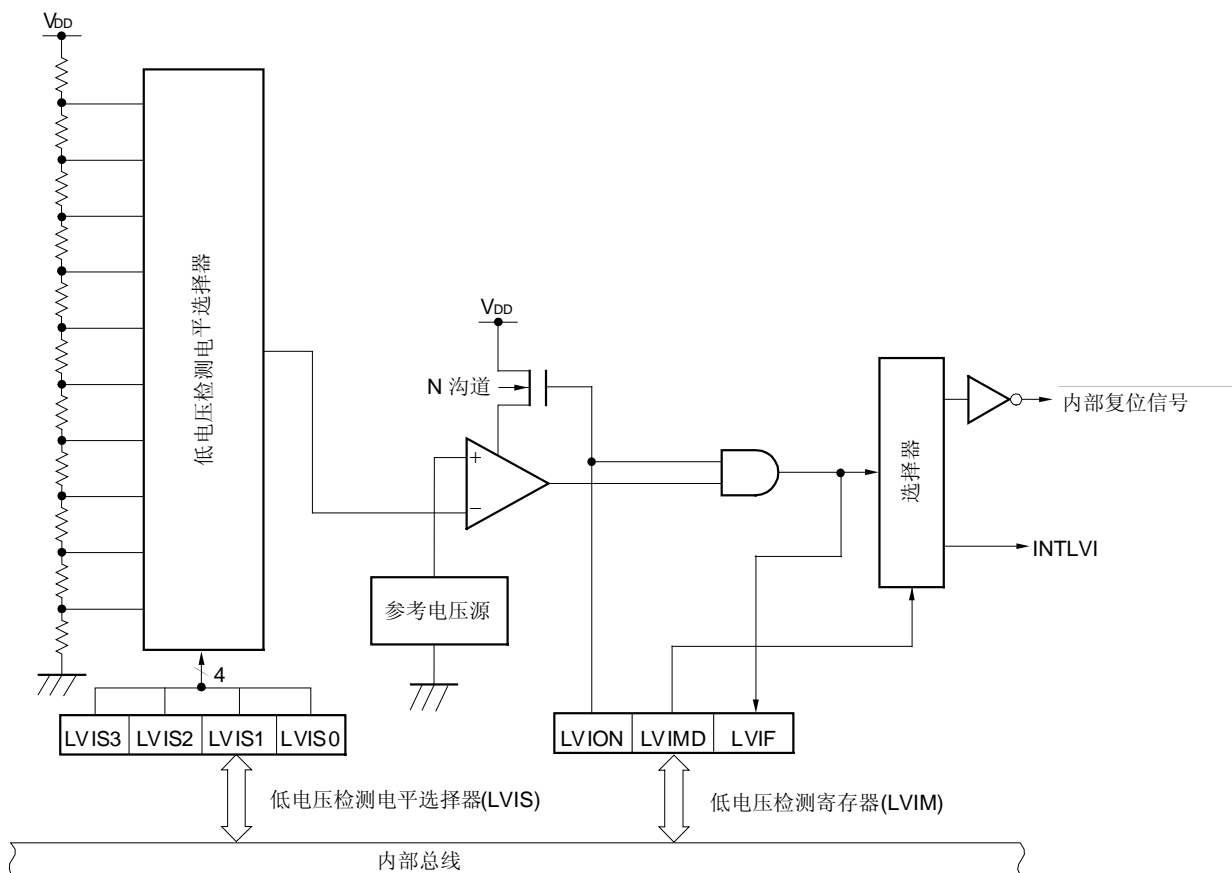 VDD
低电压检测电平选择器
VDD
N 沟道
+
−
参考电压源
选择器
内部复位信号
INTLVI
4
LVIS3 LVIS2 LVIS1 LVIS0
LVION LVIMD LVIF
低电压检测电平选择器(LVIS)
低电压检测寄存器(LVIM)
内部总线